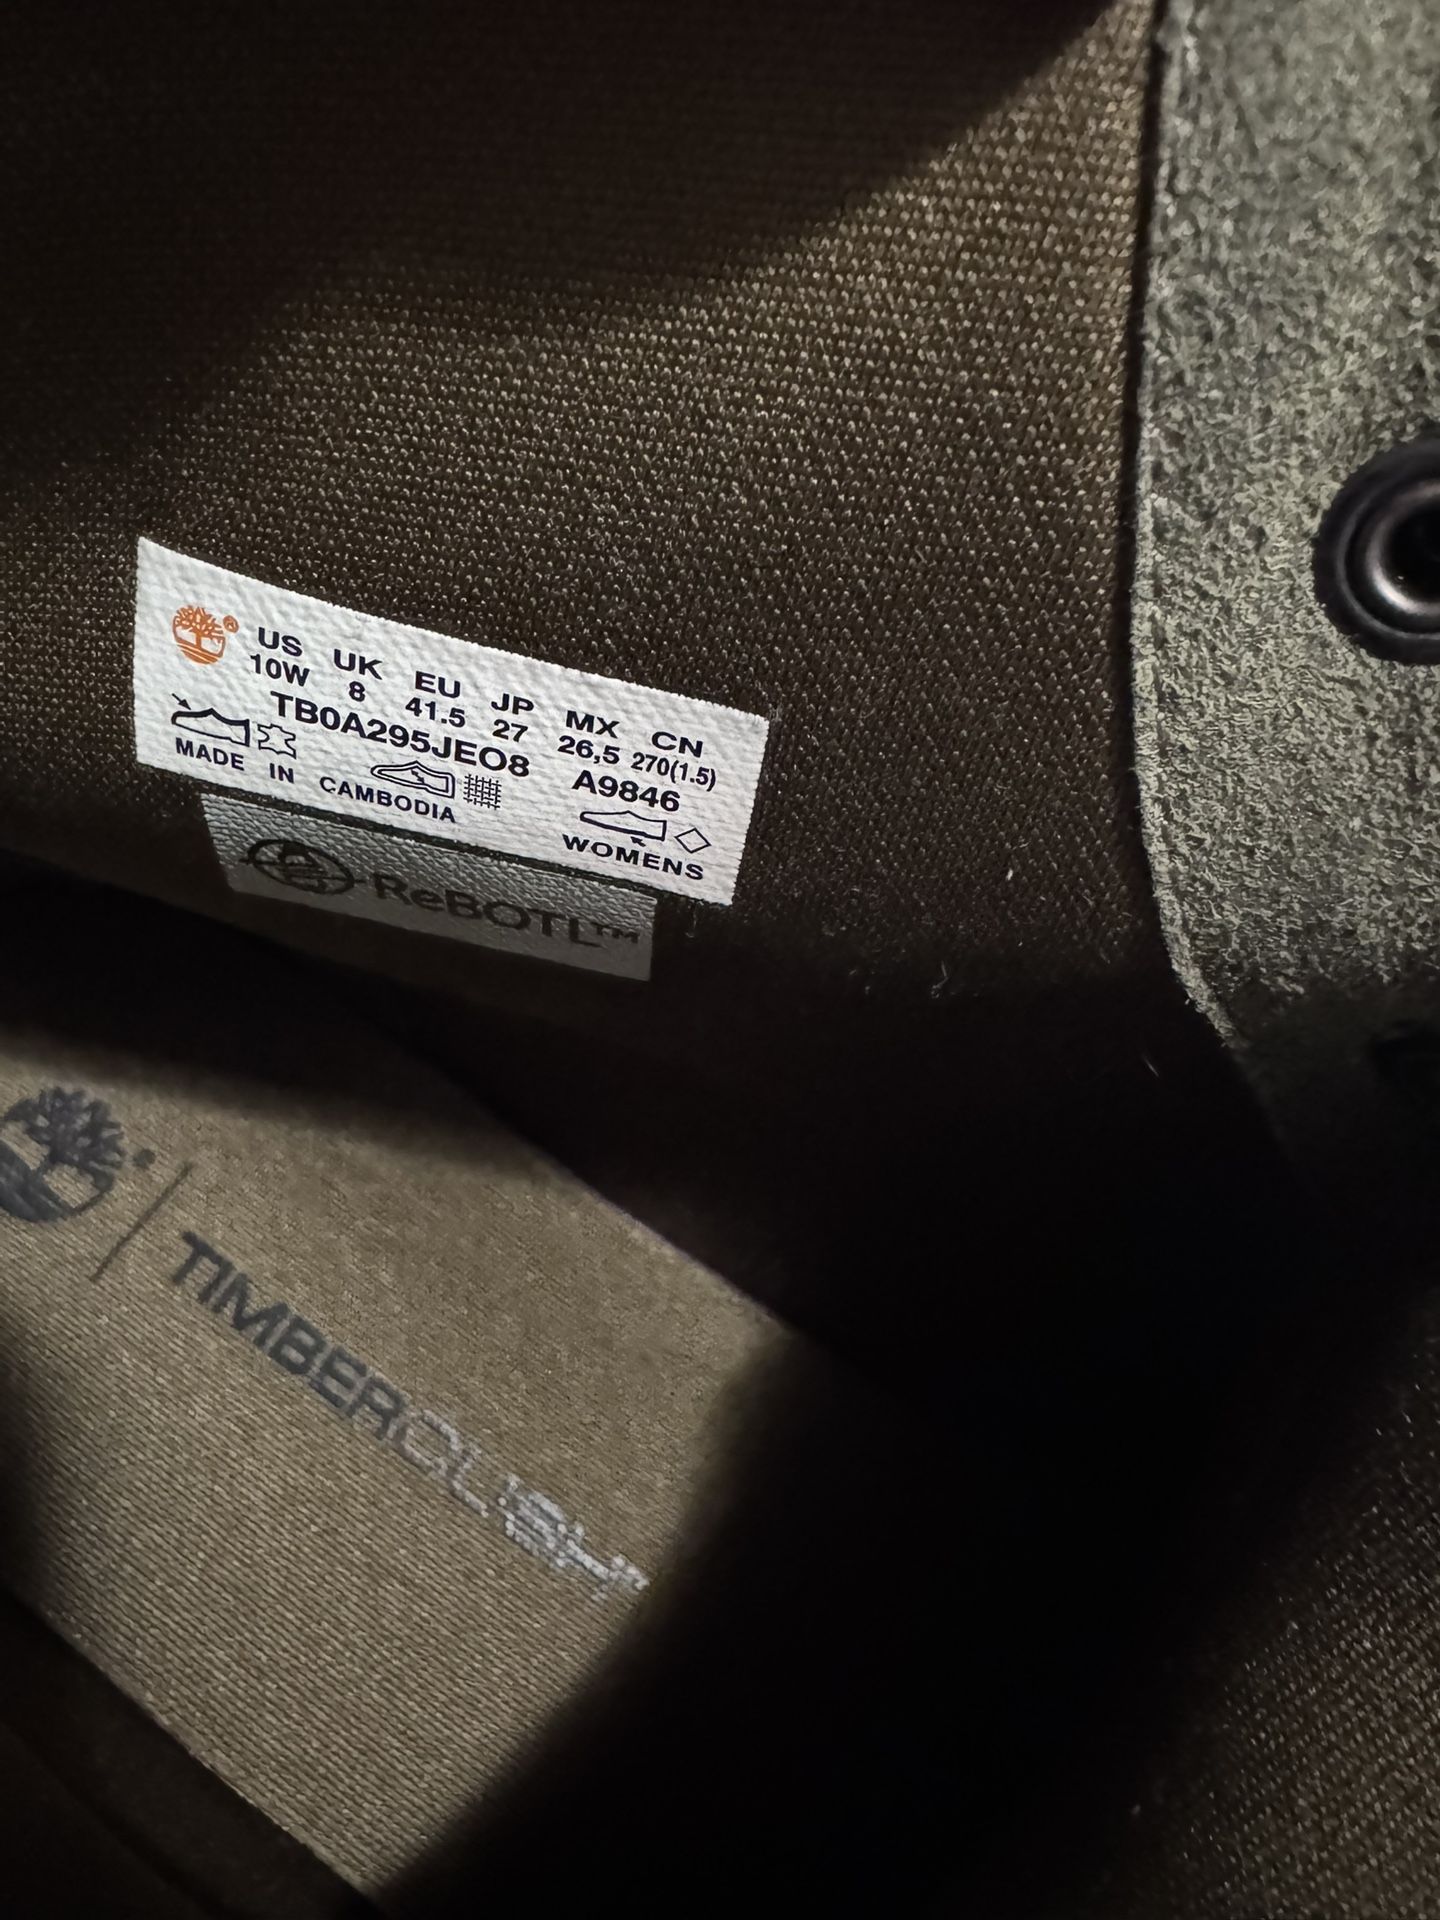 US UK EU JP MX CN
10W 8 41.5 27 26,5 270(1.5)
TB0A295JEO8 A9846
MADE IN CAMBODIA WOMENS
ReBOTL™
TIMBERCUSH